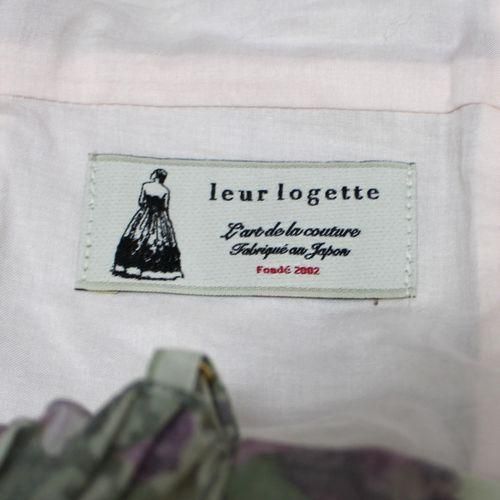 leur logette
L'art de la couture
Fabriqué au Japon
Fondé 2002